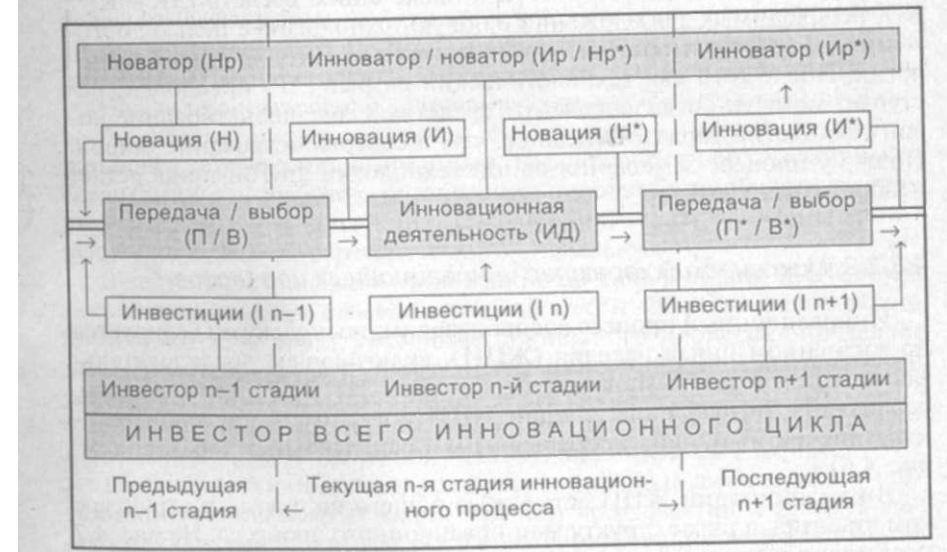 Новатор (Нр) Инноватор / новатор (Ир / Нр*) Инноватор (Ир*)
Новация (Н) Инновация (И) Новация (Н*) Инновация (И*)
Передача / выбор Инновационная Передача / выбор
(П / В) деятельность (ИД) (П* / В*)
Инвестиции (I n–1) Инвестиции (I n) Инвестиции (I n+1)
Инвестор n–1 стадии Инвестор n-й стадии Инвестор n+1 стадии
ИНВЕСТОР ВСЕГО ИННОВАЦИОННОГО ЦИКЛА
Предыдущая Текущая n-я стадия инновацион- Последующая
n–1 стадия ного процесса n+1 стадия